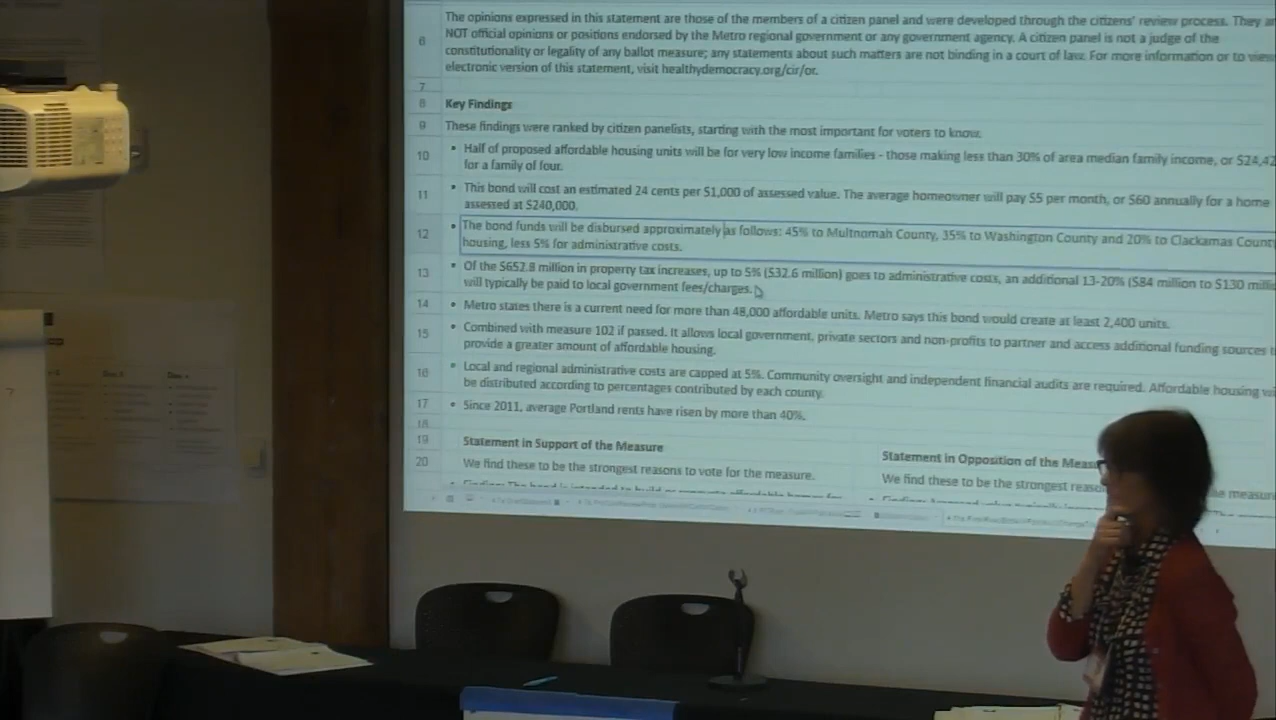 The opinions expressed in this statement are those of the members of a citizen panel and were developed through the citizens' review process. They
6 NOT official opinions or positions endorsed by the Metro regional government or any government agency. A citizen panel is not a judge of the
constitutionality or legality of any ballot measure; any statements about such matters are not binding in a court of law. For more information or to view
electronic version of this statement, visit healthydemocracy.org/cir/or.
7
8 Key Findings
9 These findings were ranked by citizen panelists, starting with the most important for voters to know.
10 • Half of proposed affordable housing units will be for very low income families - those making less than 30% of area median family income, or $24,42
for a family of four.
11 • This bond will cost an estimated 24 cents per $1,000 of assessed value. The average homeowner will pay $5 per month, or $60 annually for a home
assessed at $240,000.
12 • The bond funds will be disbursed approximately as follows: 45% to Multnomah County, 35% to Washington County and 20% to Clackamas County
housing, less 5% for administrative costs.
13 • Of the $652.8 million in property tax increases, up to 5% ($32.6 million) goes to administrative costs, an additional 13-20% ($84 million to $130
will typically be paid to local government fees/charges.
14 • Metro states there is a current need for more than 48,000 affordable units. Metro says this bond would create at least 2,400 units.
15 • Combined with measure 102 if passed. It allows local government, private sectors and non-profits to partner and access additional funding sources
provide a greater amount of affordable housing.
16 • Local and regional administrative costs are capped at 5%. Community oversight and independent financial audits are required. Affordable housing
be distributed according to percentages contributed by each county.
17 • Since 2011, average Portland rents have risen by more than 40%.
18
19 Statement in Support of the Measure Statement in Opposition of the
20 We find these to be the strongest reasons to vote for the measure. We find these to be the strongest measure